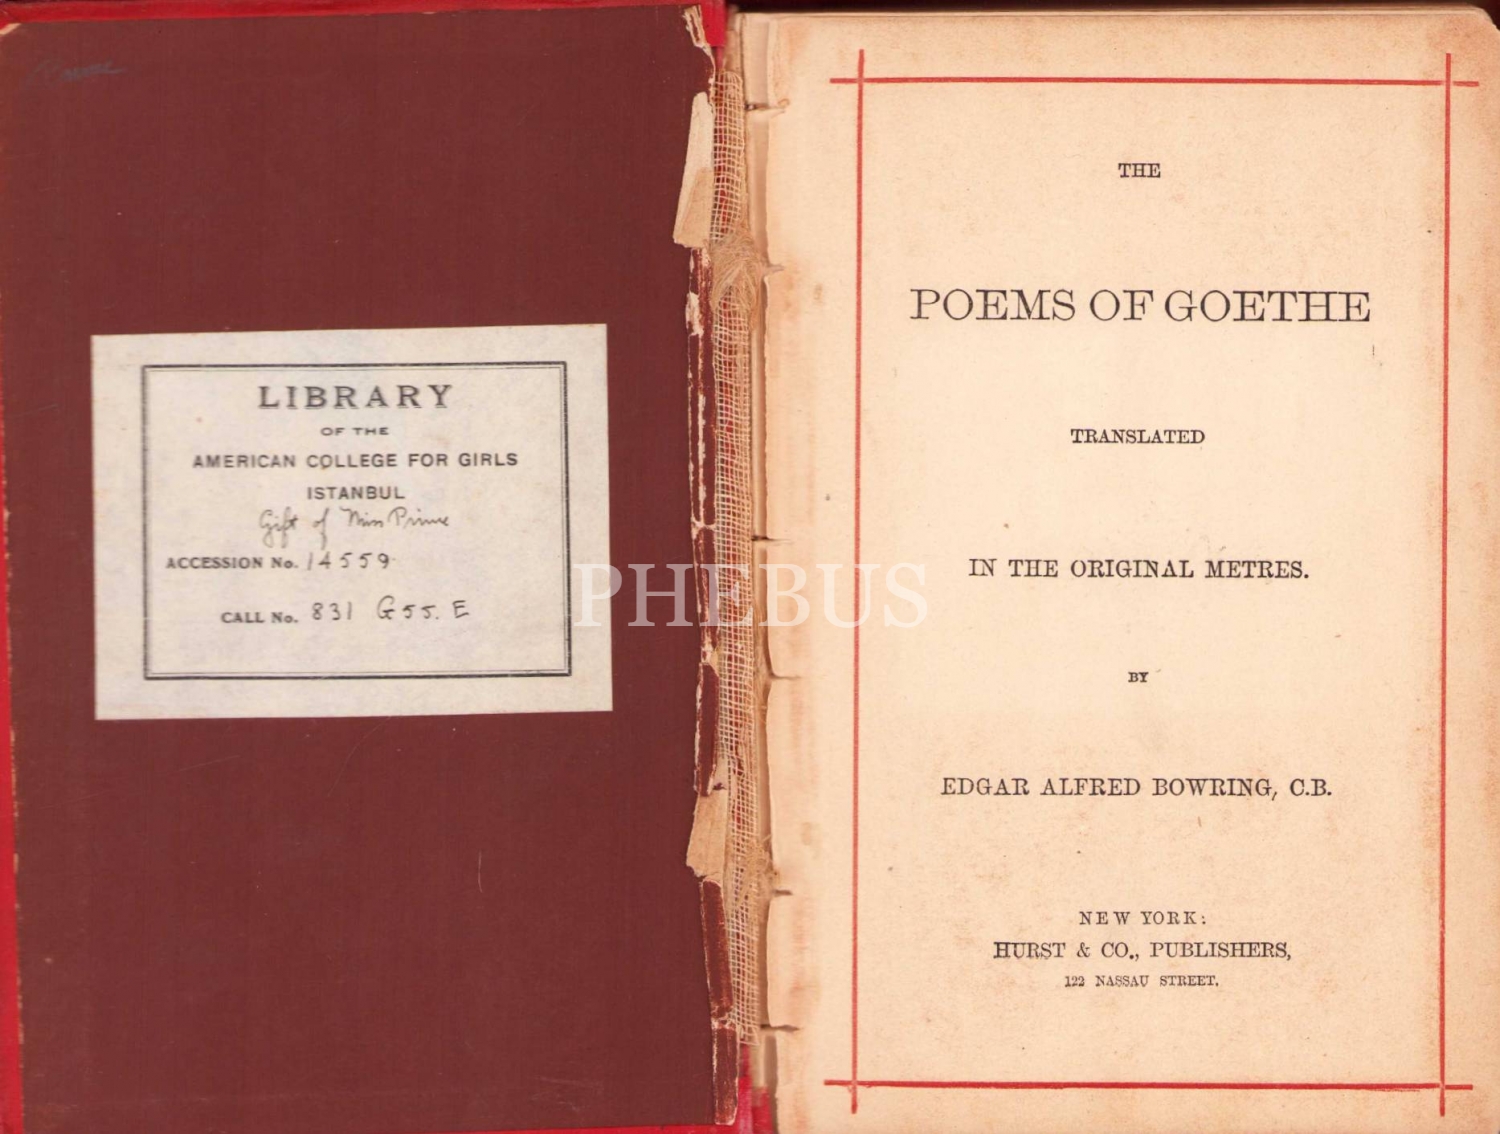 LIBRARY
OF THE
AMERICAN COLLEGE FOR GIRLS
ISTANBUL
Gift of Miss Prime
ACCESSION No. 14559
CALL No. 831 G55.E
PHEBUS
THE
POEMS OF GOETHE
TRANSLATED
IN THE ORIGINAL METRES.
BY
EDGAR ALFRED BOWRING, C.B.
NEW YORK:
HURST & CO., PUBLISHERS,
122 NASSAU STREET.